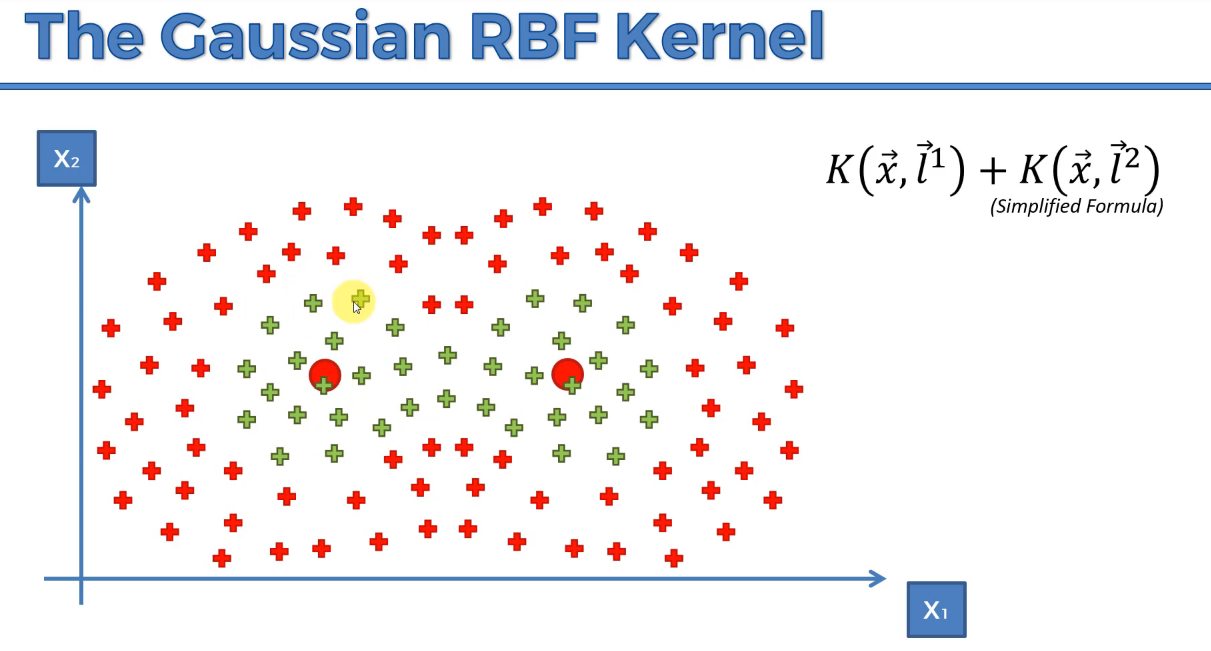 The Gaussian RBF Kernel
X₂
K(x⃗, l⃗¹) + K(x⃗, l⃗²)
(Simplified Formula)
X₁